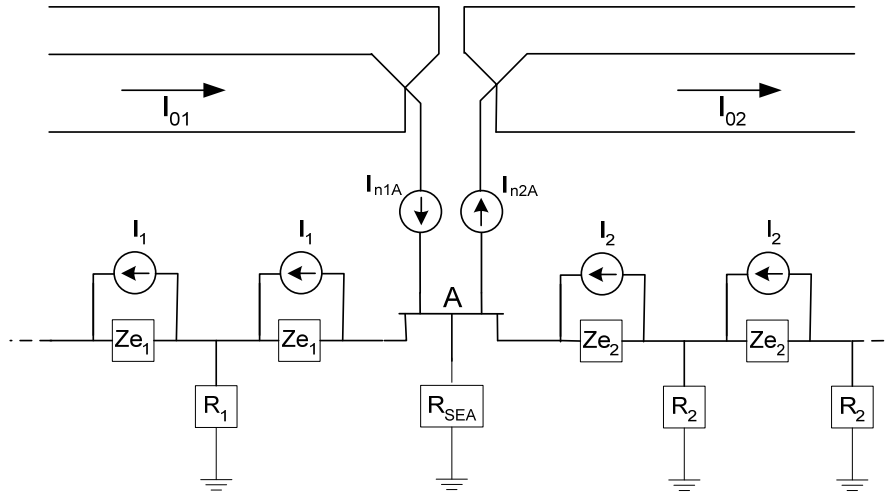 I01 I02
In1A In2A
I1 I1 I2 I2
A
Ze1 Ze1 Ze2 Ze2
R1 RSEA R2 R2